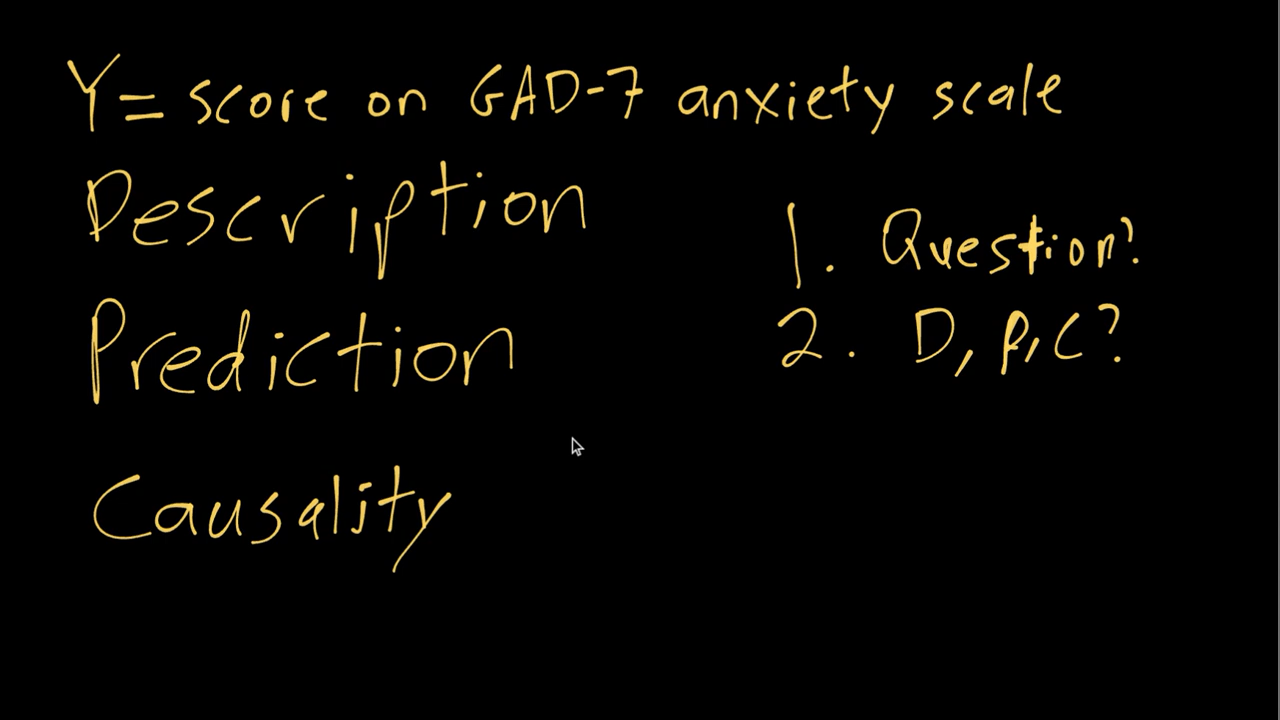 Y = score on GAD-7 anxiety scale
Description
Prediction
Causality
1. Question?
2. D, P, C?